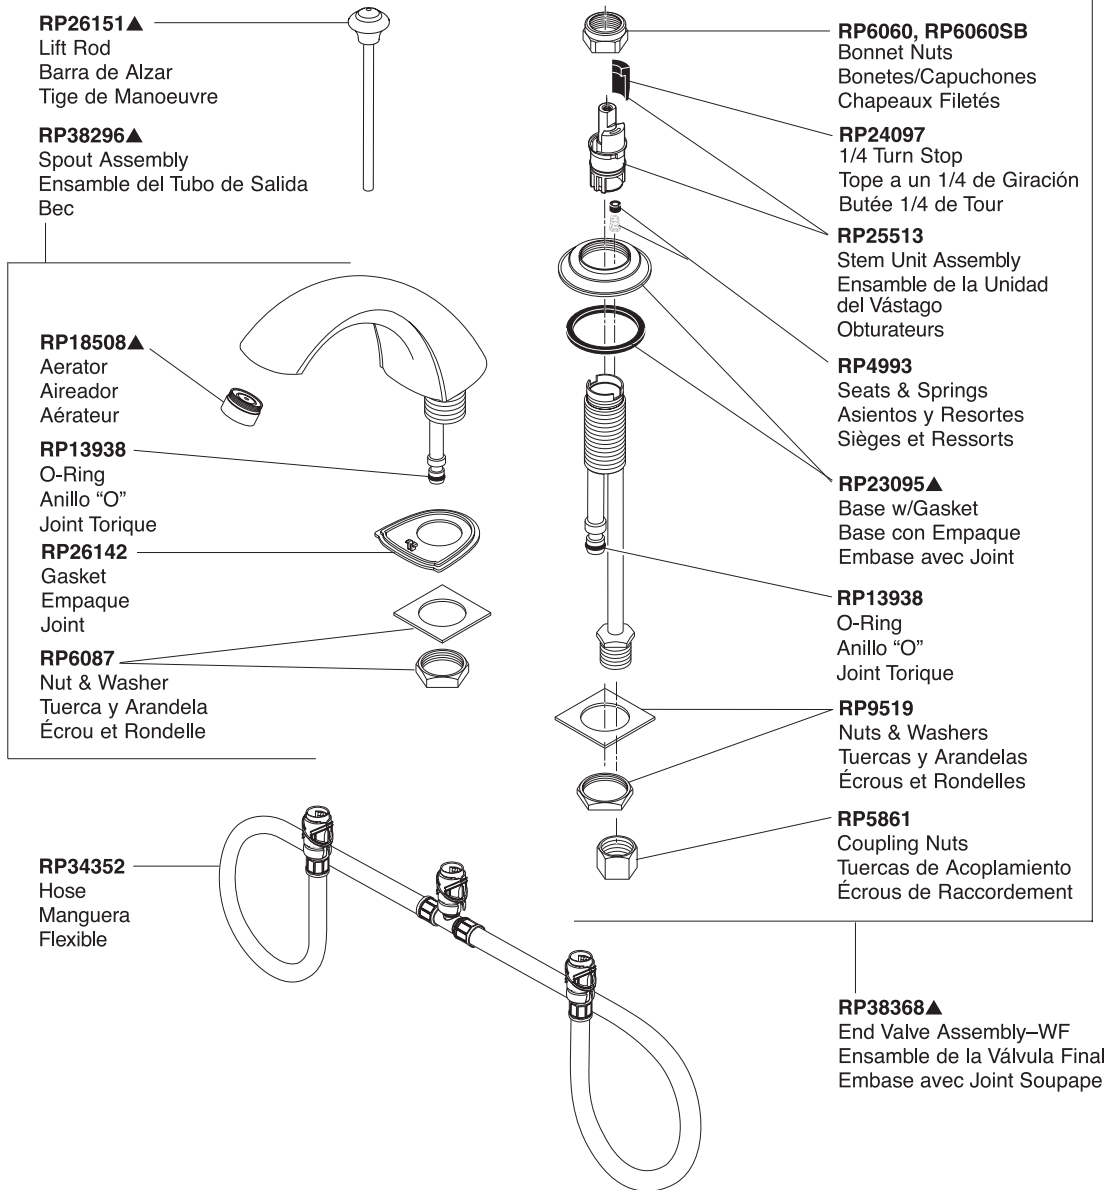 RP26151▲
Lift Rod
Barra de Alzar
Tige de Manoeuvre
RP38296▲
Spout Assembly
Ensamble del Tubo de Salida
Bec
RP18508▲
Aerator
Aireador
Aérateur
RP13938
O-Ring
Anillo “O”
Joint Torique
RP26142
Gasket
Empaque
Joint
RP6087
Nut & Washer
Tuerca y Arandela
Écrou et Rondelle
RP34352
Hose
Manguera
Flexible
RP6060, RP6060SB
Bonnet Nuts
Bonetes/Capuchones
Chapeaux Filetés
RP24097
1/4 Turn Stop
Tope a un 1/4 de Giración
Butée 1/4 de Tour
RP25513
Stem Unit Assembly
Ensamble de la Unidad
del Vástago
Obturateurs
RP4993
Seats & Springs
Asientos y Resortes
Sièges et Ressorts
RP23095▲
Base w/Gasket
Base con Empaque
Embase avec Joint
RP13938
O-Ring
Anillo “O”
Joint Torique
RP9519
Nuts & Washers
Tuercas y Arandelas
Écrous et Rondelles
RP5861
Coupling Nuts
Tuercas de Acoplamiento
Écrous de Raccordement
RP38368▲
End Valve Assembly–WF
Ensamble de la Válvula Final
Embase avec Joint Soupape